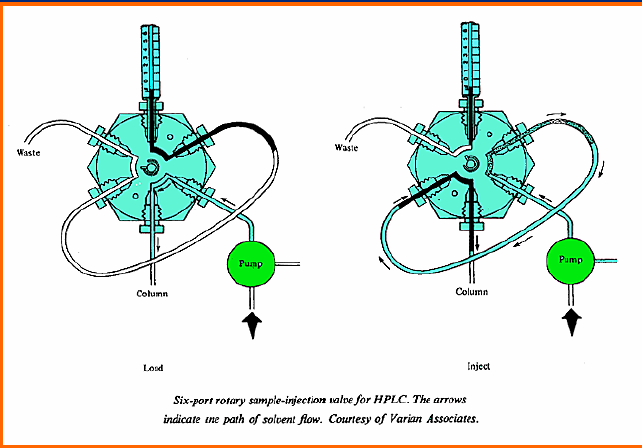 Waste
Pump
Column
Load
Waste
Pump
Column
Inject
Six-port rotary sample-injection valve for HPLC. The arrows
indicate the path of solvent flow. Courtesy of Varian Associates.